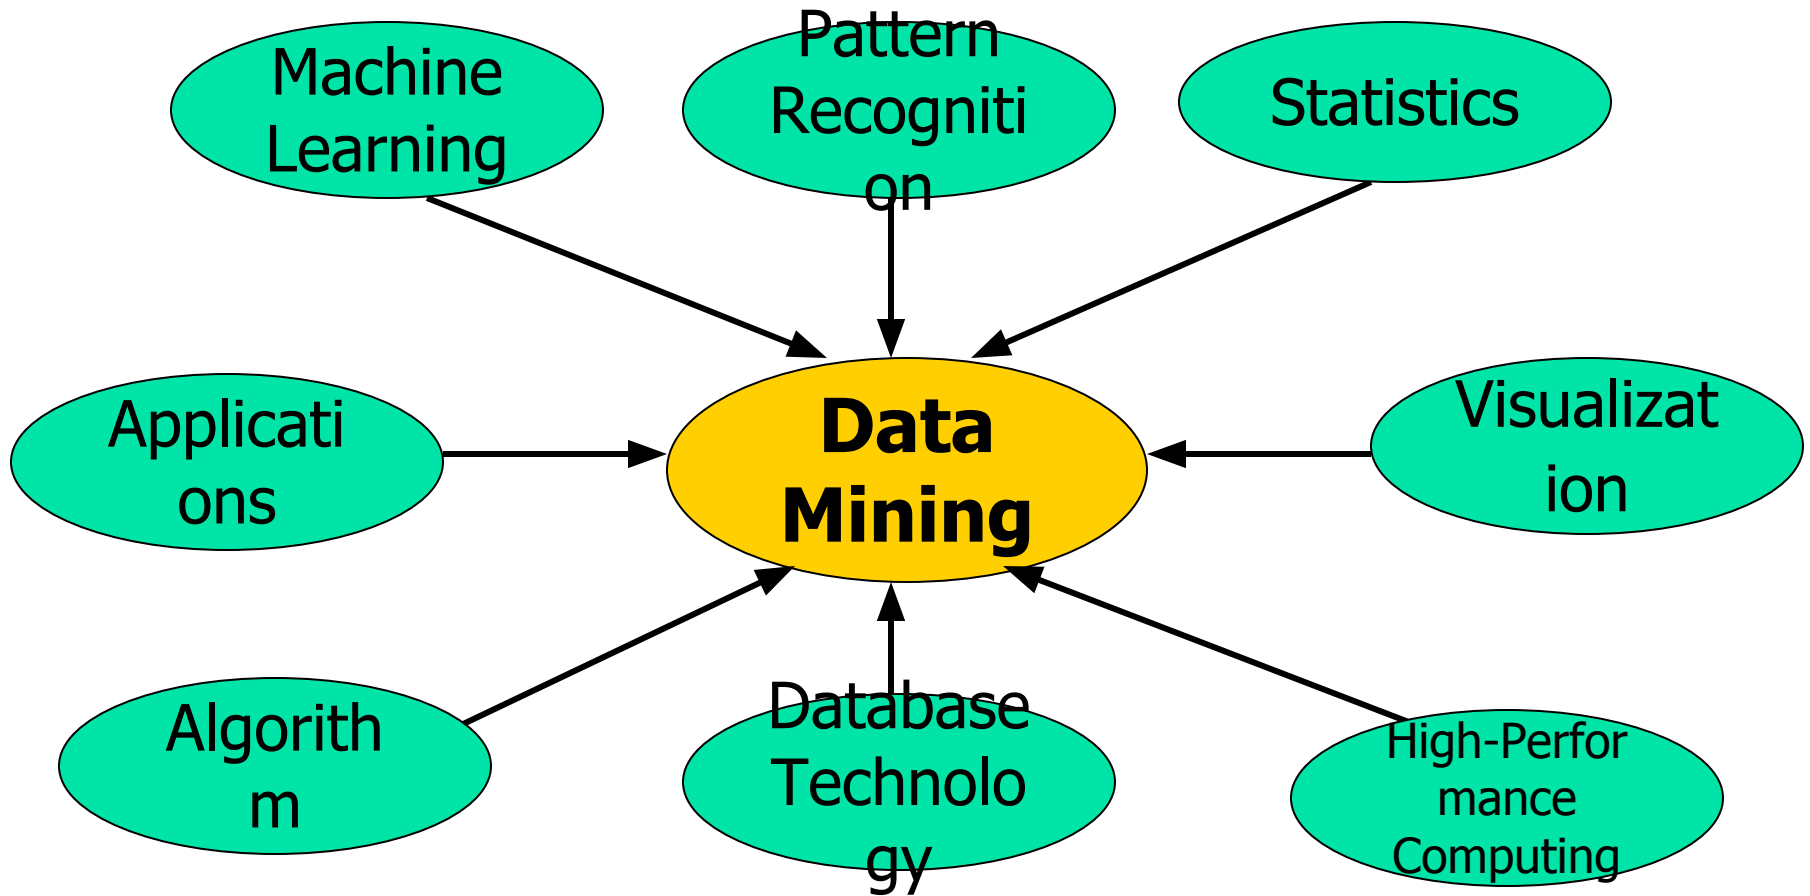 Machine
Learning
Pattern
Recogniti
on
Statistics
Applicati
ons
Data
Mining
Visualizat
ion
Algorith
m
Database
Technolo
gy
High-Perfor
mance
Computing